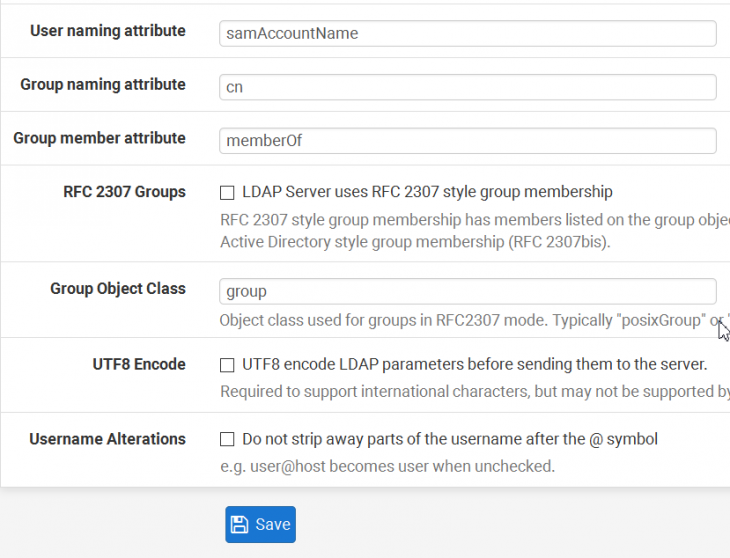 User naming attribute samAccountName
Group naming attribute cn
Group member attribute memberOf
RFC 2307 Groups LDAP Server uses RFC 2307 style group membership
RFC 2307 style group membership has members listed on the group
Active Directory style group membership (RFC 2307bis).
Group Object Class group
Object class used for groups in RFC2307 mode. Typically "posixGroup" or "
UTF8 Encode UTF8 encode LDAP parameters before sending them to the server.
Required to support international characters, but may not be supported by
Username Alterations Do not strip away parts of the username after the @ symbol
e.g. user@host becomes user when unchecked.
Save